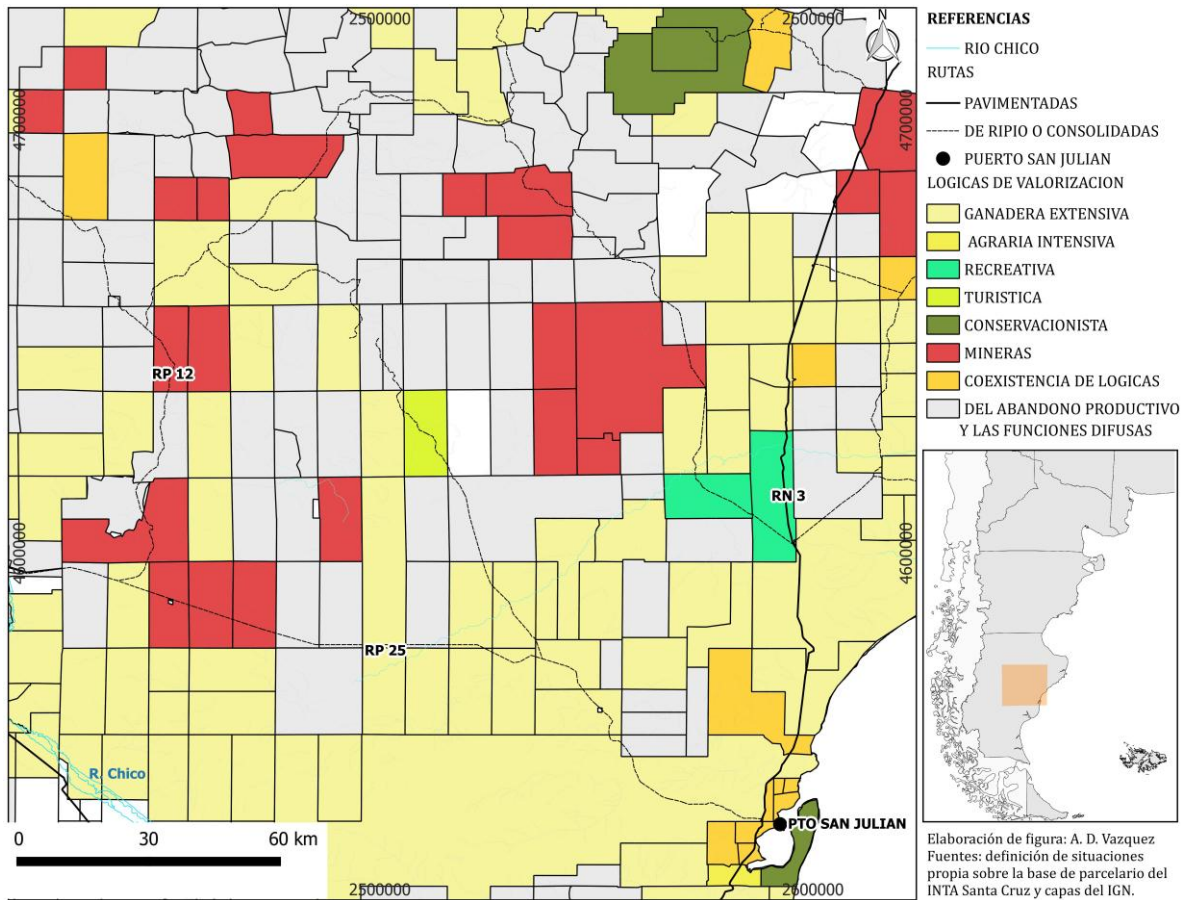 2500000
2600000
N
4700000
4700000
RP 12
RN 3
4600000
4600000
RP 25
R. Chico
PTO SAN JULIAN
0 30 60 km
2500000
2600000
REFERENCIAS
RIO CHICO
RUTAS
PAVIMENTADAS
DE RIPIO O CONSOLIDADAS
PUERTO SAN JULIAN
LOGICAS DE VALORIZACION
GANADERA EXTENSIVA
AGRARIA INTENSIVA
RECREATIVA
TURISTICA
CONSERVACIONISTA
MINERAS
COEXISTENCIA DE LOGICAS
DEL ABANDONO PRODUCTIVO
Y LAS FUNCIONES DIFUSAS
Elaboración de figura: A. D. Vazquez
Fuentes: definición de situaciones
propia sobre la base de parcelario del
INTA Santa Cruz y capas del IGN.